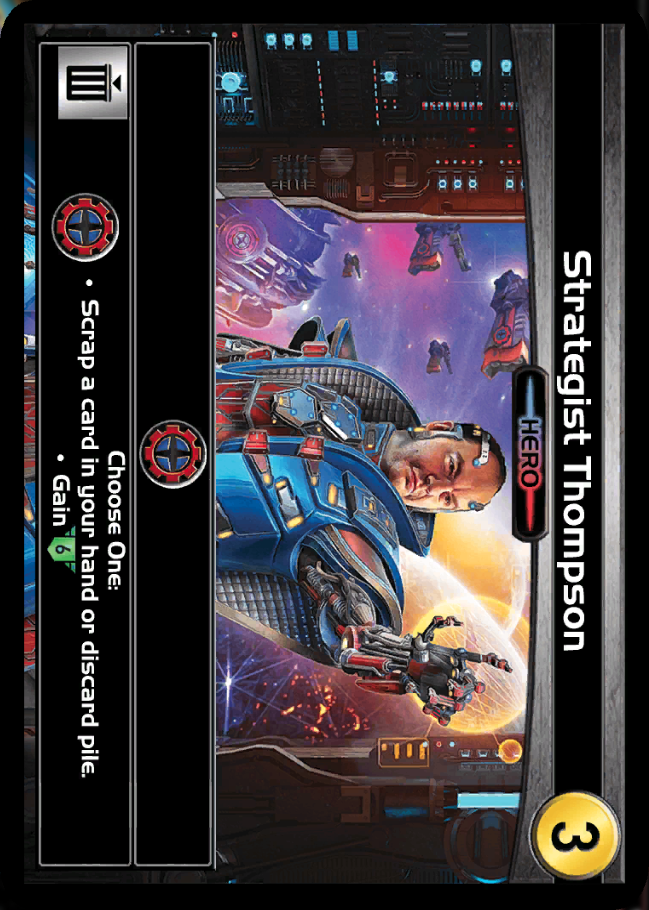 Strategist Thompson
3
HERO
Choose One:
• Scrap a card in your hand or discard pile.
• Gain 6